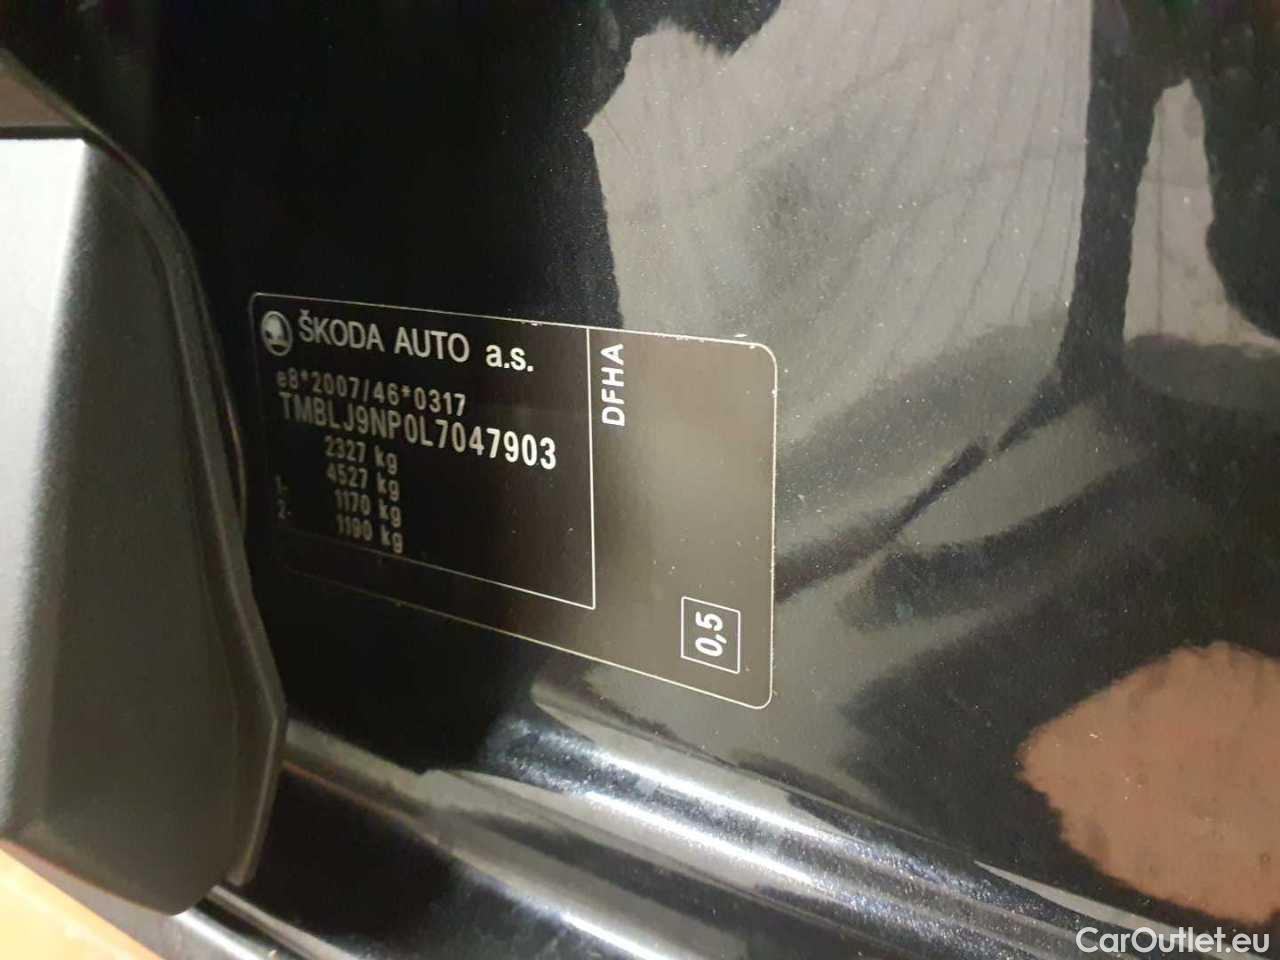 ŠKODA AUTO a.s.
e8*2007/46*0317
TMBLJ9NP0L7047903
2327 kg
4527 kg
1- 1170 kg
2- 1190 kg
DFHA
0,5
CarOutlet.eu